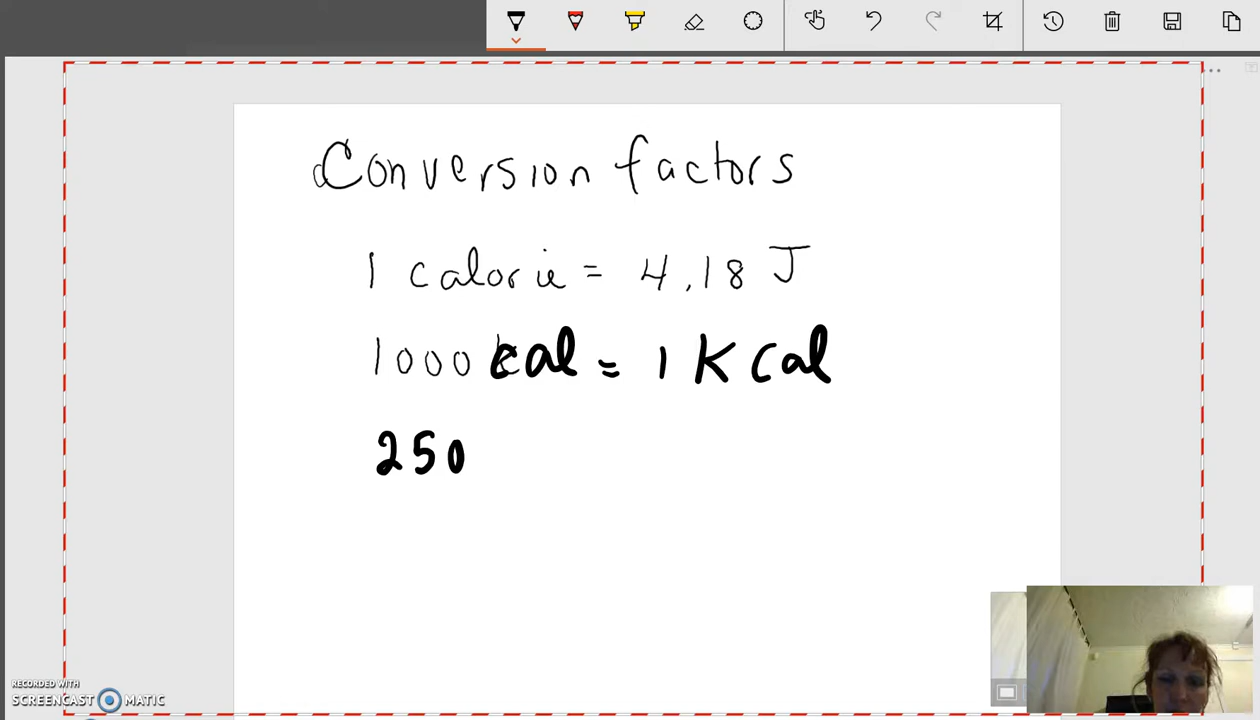 Conversion factors
1 calorie = 4.18 J
1000 cal = 1 Kcal
250
RECORDED WITH
SCREENCAST MATIC